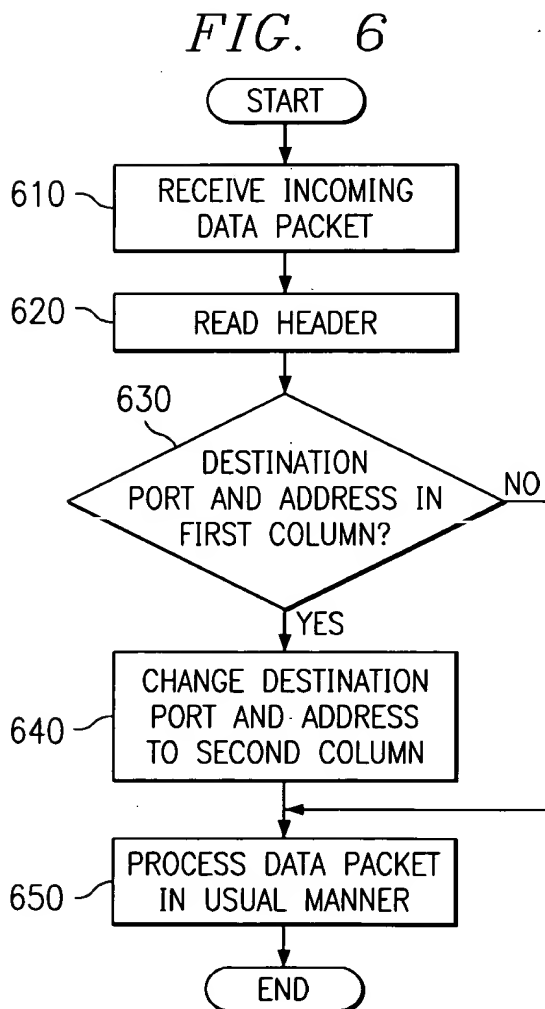 FIG. 6
START
610
RECEIVE INCOMING
DATA PACKET
620
READ HEADER
630
DESTINATION
PORT AND ADDRESS IN
FIRST COLUMN?
NO
YES
640
CHANGE DESTINATION
PORT AND ADDRESS
TO SECOND COLUMN
650
PROCESS DATA PACKET
IN USUAL MANNER
END